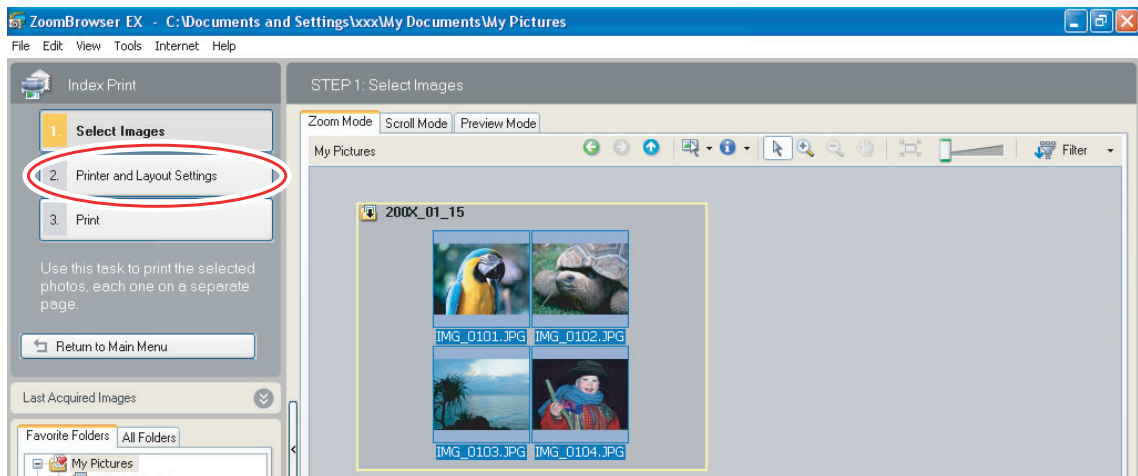 ZoomBrowser EX - C:\Documents and Settings\xxx\My Documents\My Pictures
File Edit View Tools Internet Help
Index Print
1. Select Images
2. Printer and Layout Settings
3. Print
Use this task to print the selected
photos, each one on a separate
page.
Return to Main Menu
Last Acquired Images
Favorite Folders All Folders
My Pictures
STEP 1: Select Images
Zoom Mode Scroll Mode Preview Mode
My Pictures
Filter
200X_01_15
IMG_0101.JPG IMG_0102.JPG
IMG_0103.JPG IMG_0104.JPG